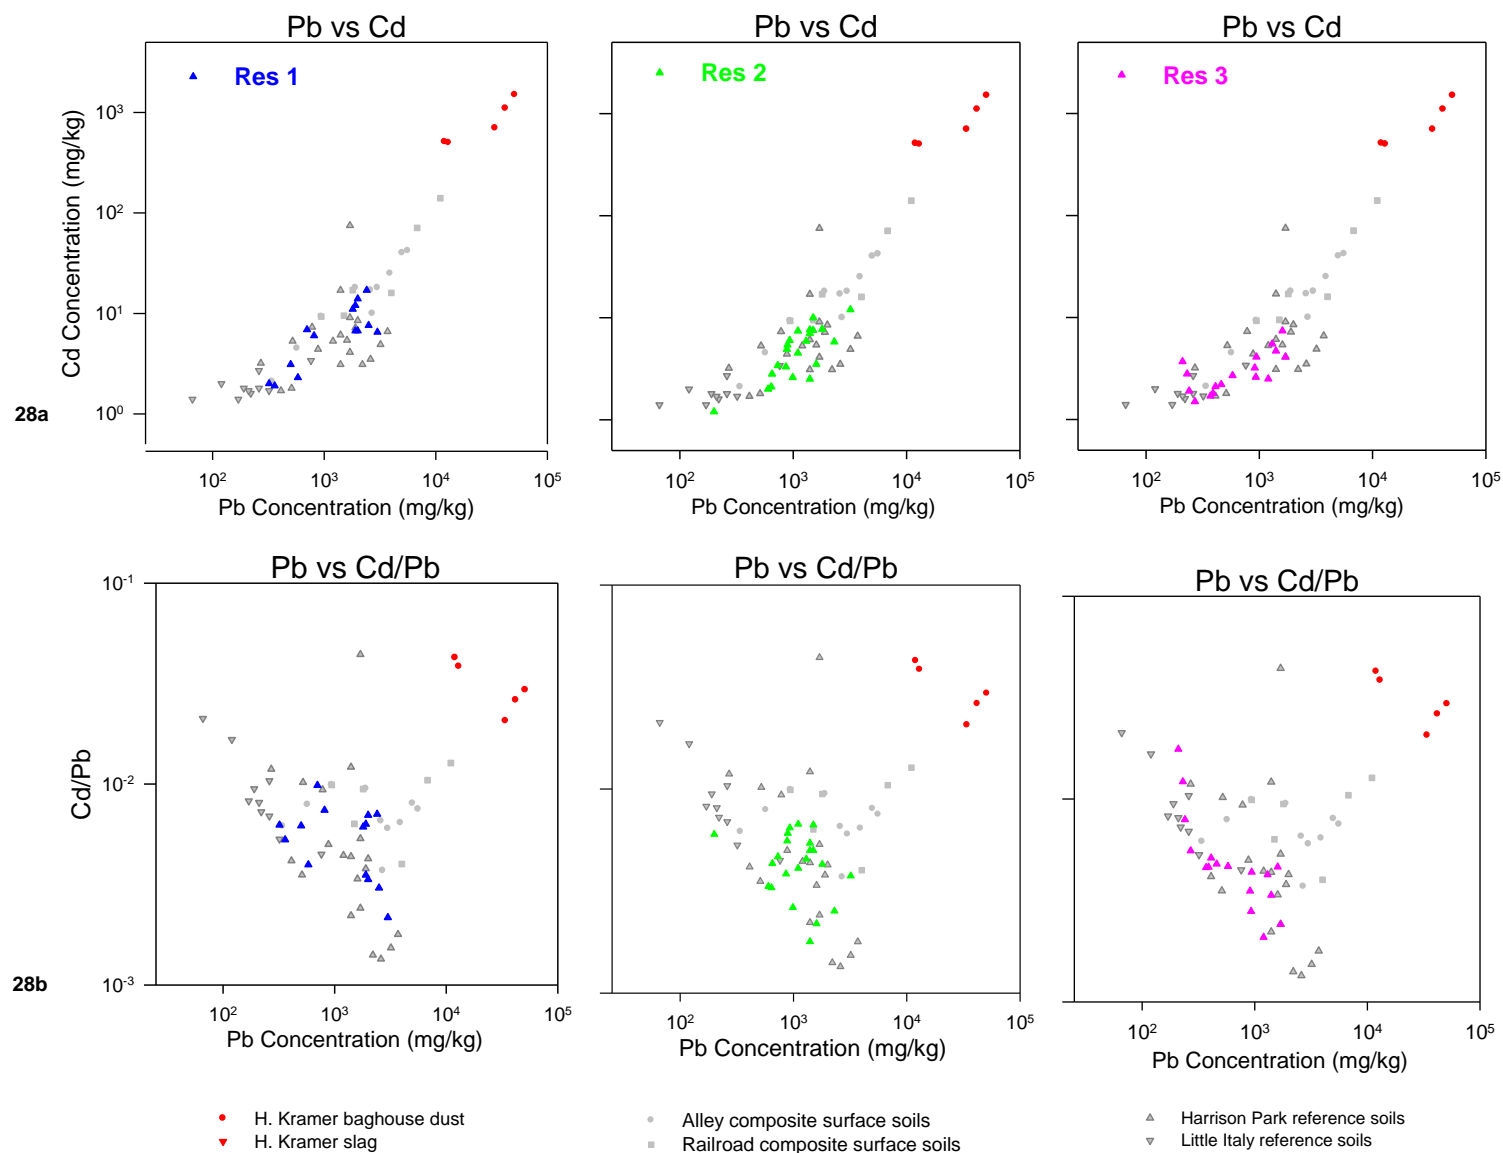 Pb vs Cd
Pb vs Cd
Pb vs Cd
Res 1
Res 2
Res 3
Cd Concentration (mg/kg)
10³
10²
10¹
10⁰
28a
10² 10³ 10⁴ 10⁵
10² 10³ 10⁴ 10⁵
10² 10³ 10⁴ 10⁵
Pb Concentration (mg/kg)
Pb Concentration (mg/kg)
Pb Concentration (mg/kg)
Pb vs Cd/Pb
Pb vs Cd/Pb
Pb vs Cd/Pb
Cd/Pb
10⁻¹
10⁻²
10⁻³
28b
10² 10³ 10⁴ 10⁵
10² 10³ 10⁴ 10⁵
10² 10³ 10⁴ 10⁵
Pb Concentration (mg/kg)
Pb Concentration (mg/kg)
Pb Concentration (mg/kg)
H. Kramer baghouse dust
H. Kramer slag
Alley composite surface soils
Railroad composite surface soils
Harrison Park reference soils
Little Italy reference soils